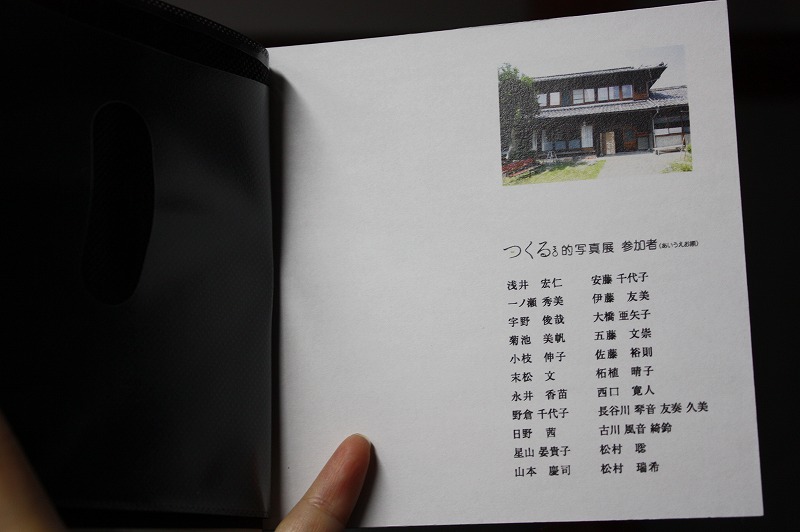 つくるる的写真展 参加者(あいうえお順)
浅井 宏仁 安藤 千代子
一ノ瀬 秀美 伊藤 友美
宇野 俊哉 大橋 亜矢子
菊池 美帆 五藤 文崇
小枝 伸子 佐藤 裕則
末松 文 柘植 晴子
永井 香苗 西口 寛人
野倉 千代子 長谷川 琴音 友奏 久美
日野 茜 古川 風音 綺鈴
星山 晏貴子 松村 聡
山本 慶司 松村 瑞希